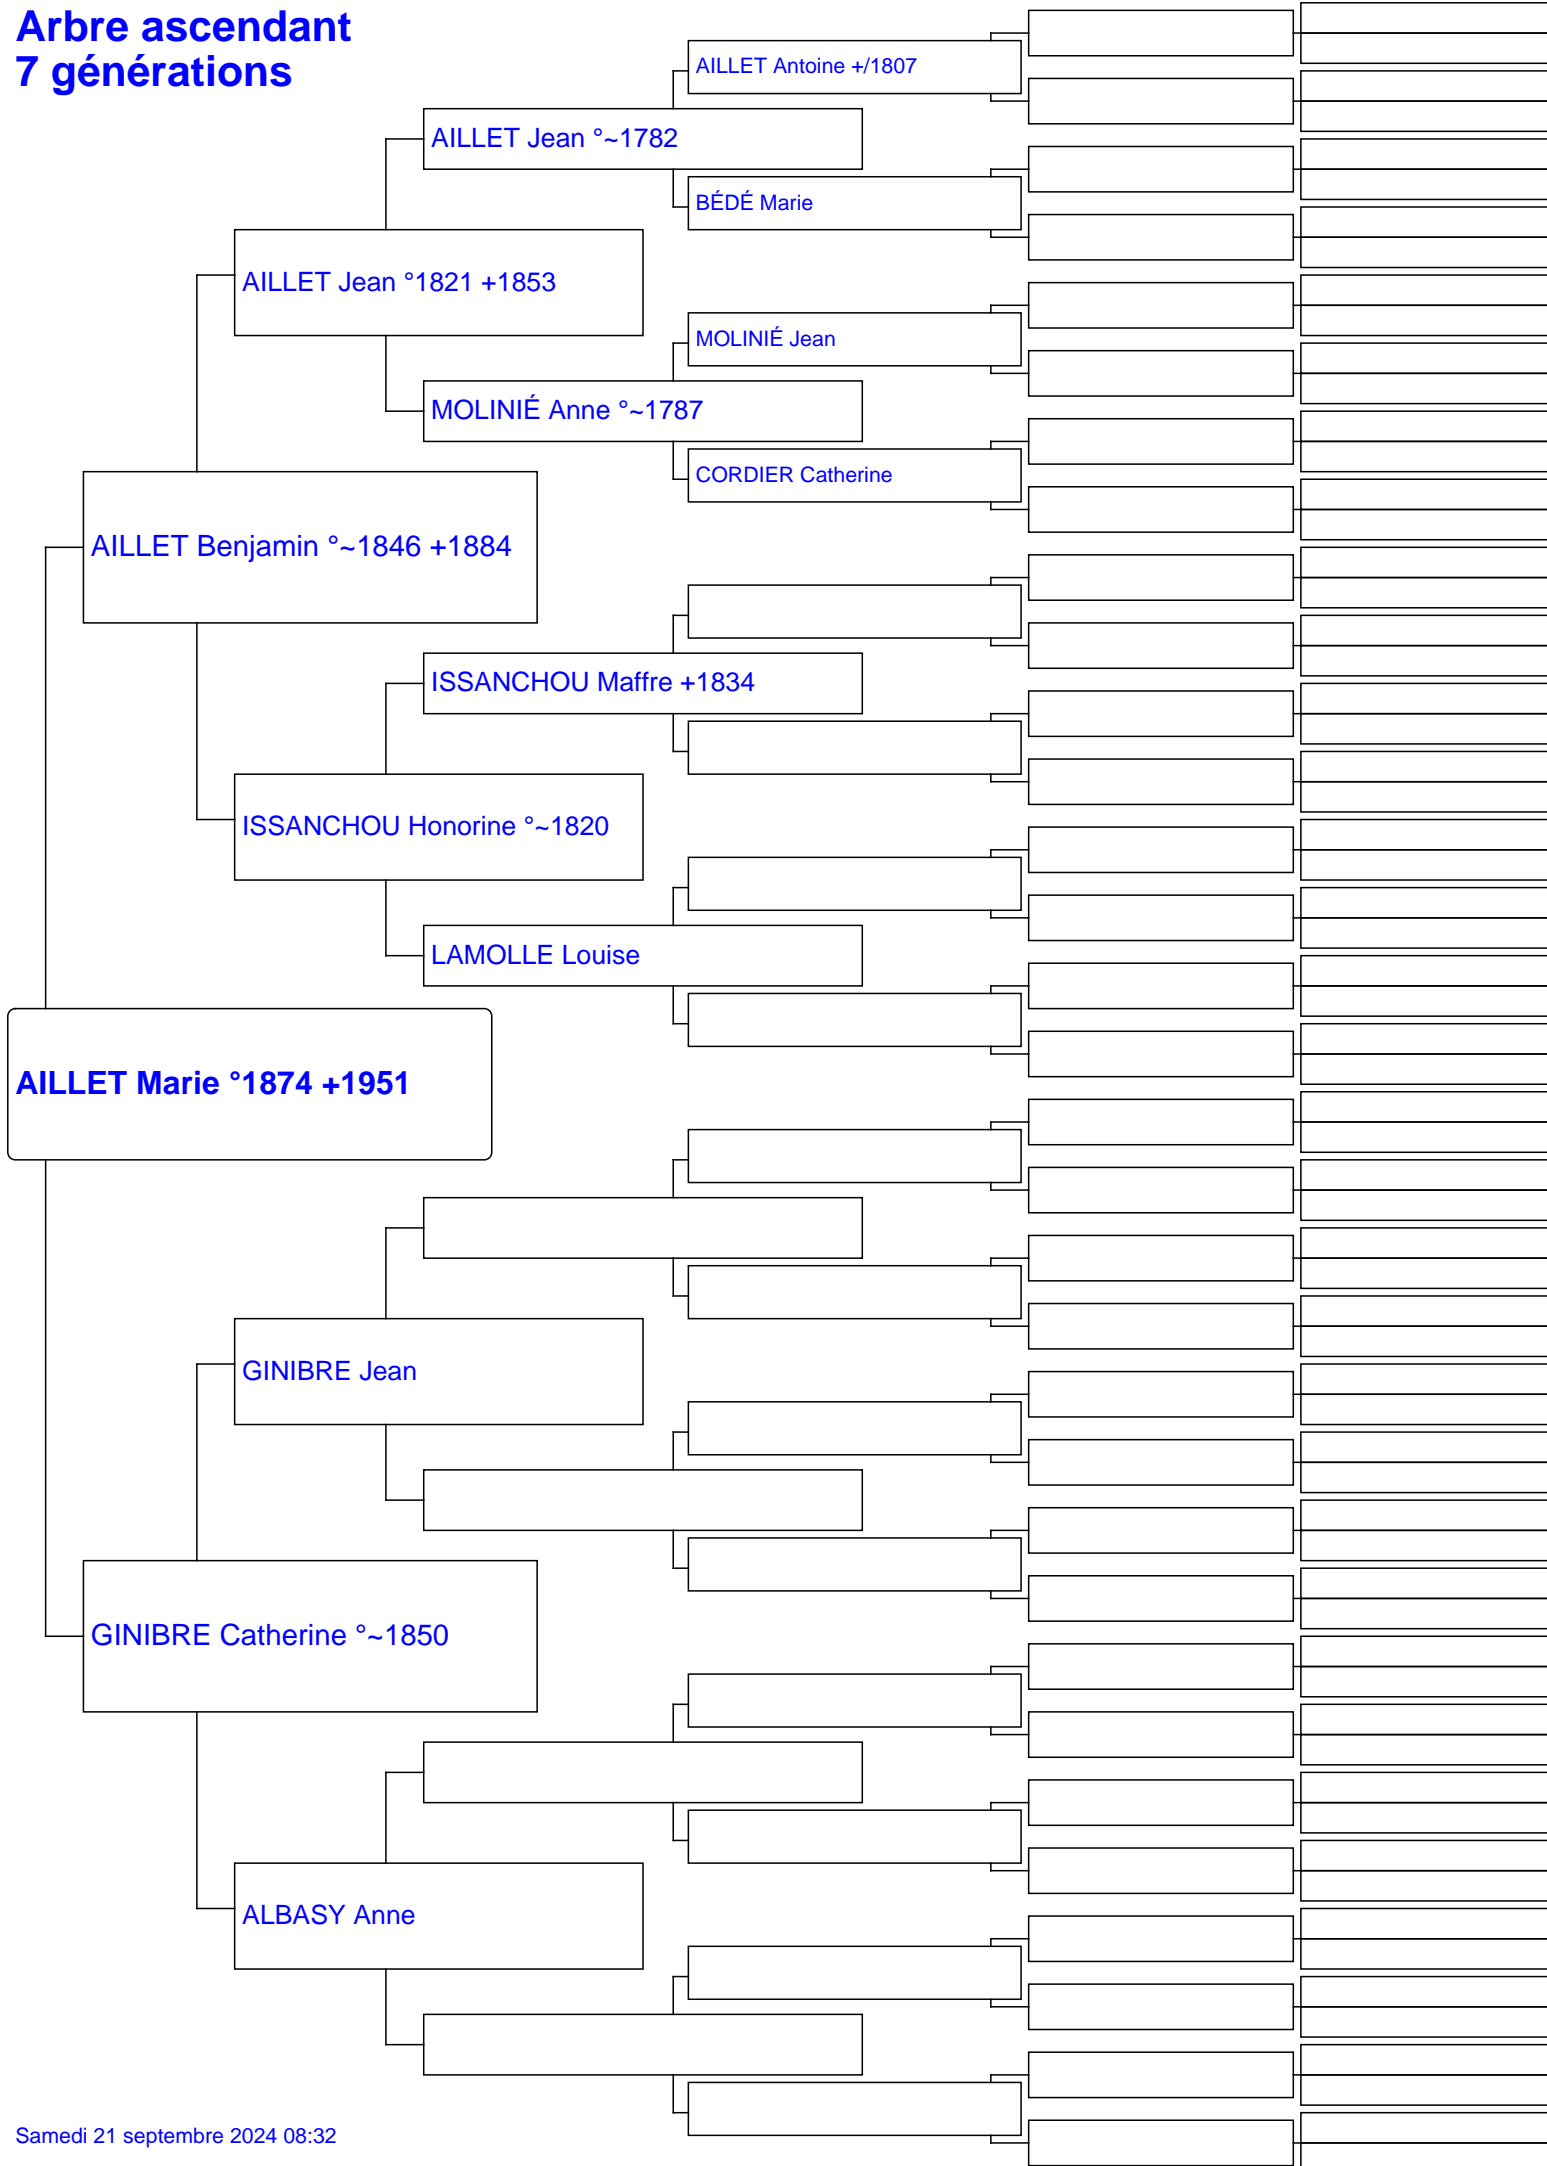 Arbre ascendant
7 générations
AILLET Antoine +/1807
AILLET Jean °~1782
BÉDÉ Marie
AILLET Jean °1821 +1853
MOLINIÉ Jean
MOLINIÉ Anne °~1787
CORDIER Catherine
AILLET Benjamin °~1846 +1884
ISSANCHOU Maffre +1834
ISSANCHOU Honorine °~1820
LAMOLLE Louise
AILLET Marie °1874 +1951
GINIBRE Jean
GINIBRE Catherine °~1850
ALBASY Anne
Samedi 21 septembre 2024 08:32